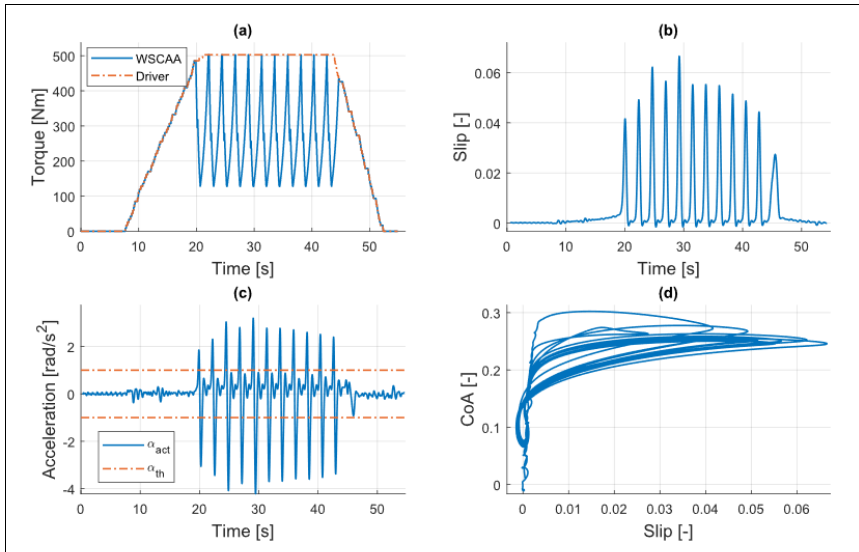 (a)
Torque [Nm]
500
400
300
200
100
0
WSCAA
Driver
0 10 20 30 40 50
Time [s]
(b)
Slip [-]
0.06
0.04
0.02
0
0 10 20 30 40 50
Time [s]
(c)
Acceleration [rad/s²]
2
0
-2
-4
α_act
α_th
0 10 20 30 40 50
Time [s]
(d)
CoA [-]
0.3
0.2
0.1
0
0 0.01 0.02 0.03 0.04 0.05 0.06
Slip [-]